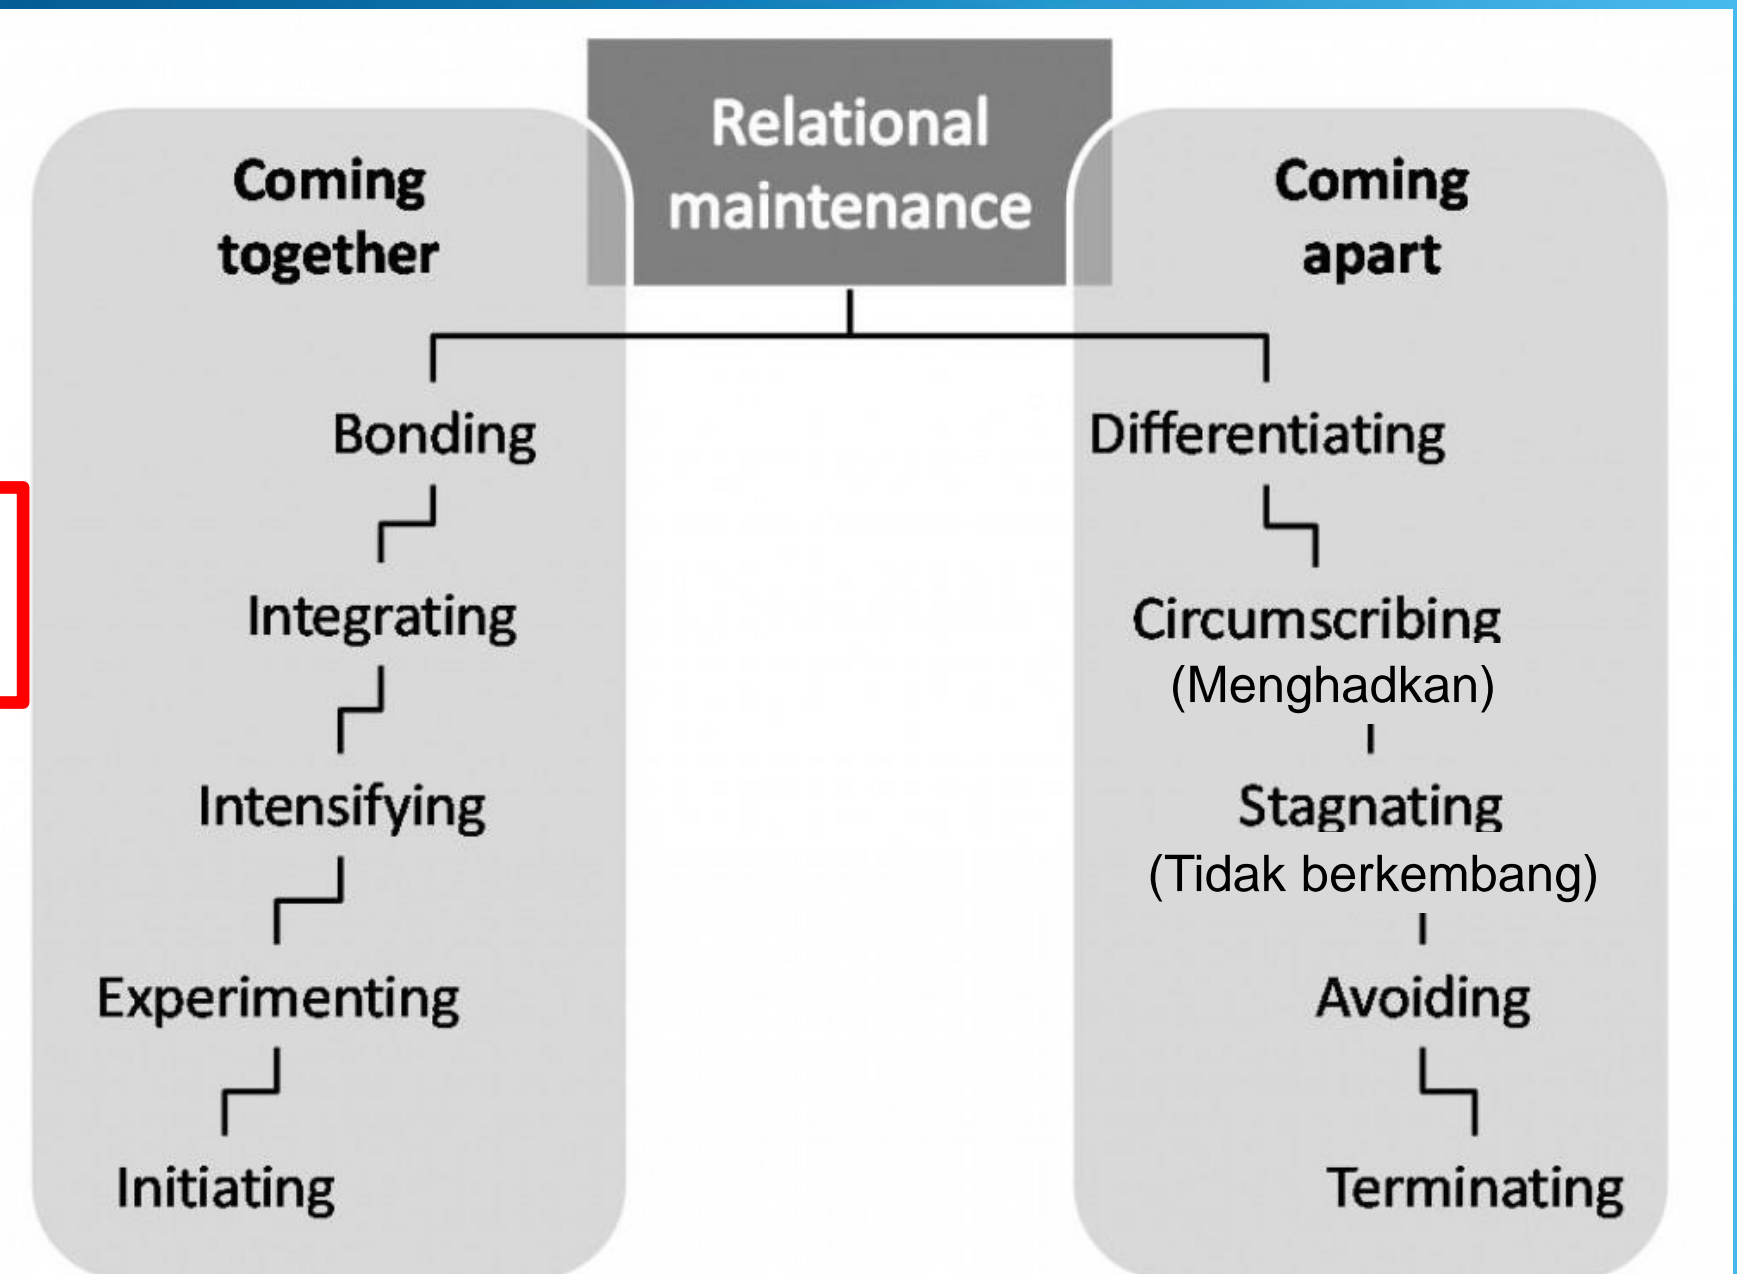 Relational
maintenance
Coming
together
Bonding
Integrating
Intensifying
Experimenting
Initiating
Coming
apart
Differentiating
Circumscribing
(Menghadkan)
Stagnating
(Tidak berkembang)
Avoiding
Terminating